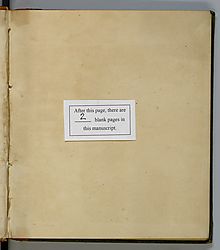 After this page, there are
2 blank pages in
this manuscript.